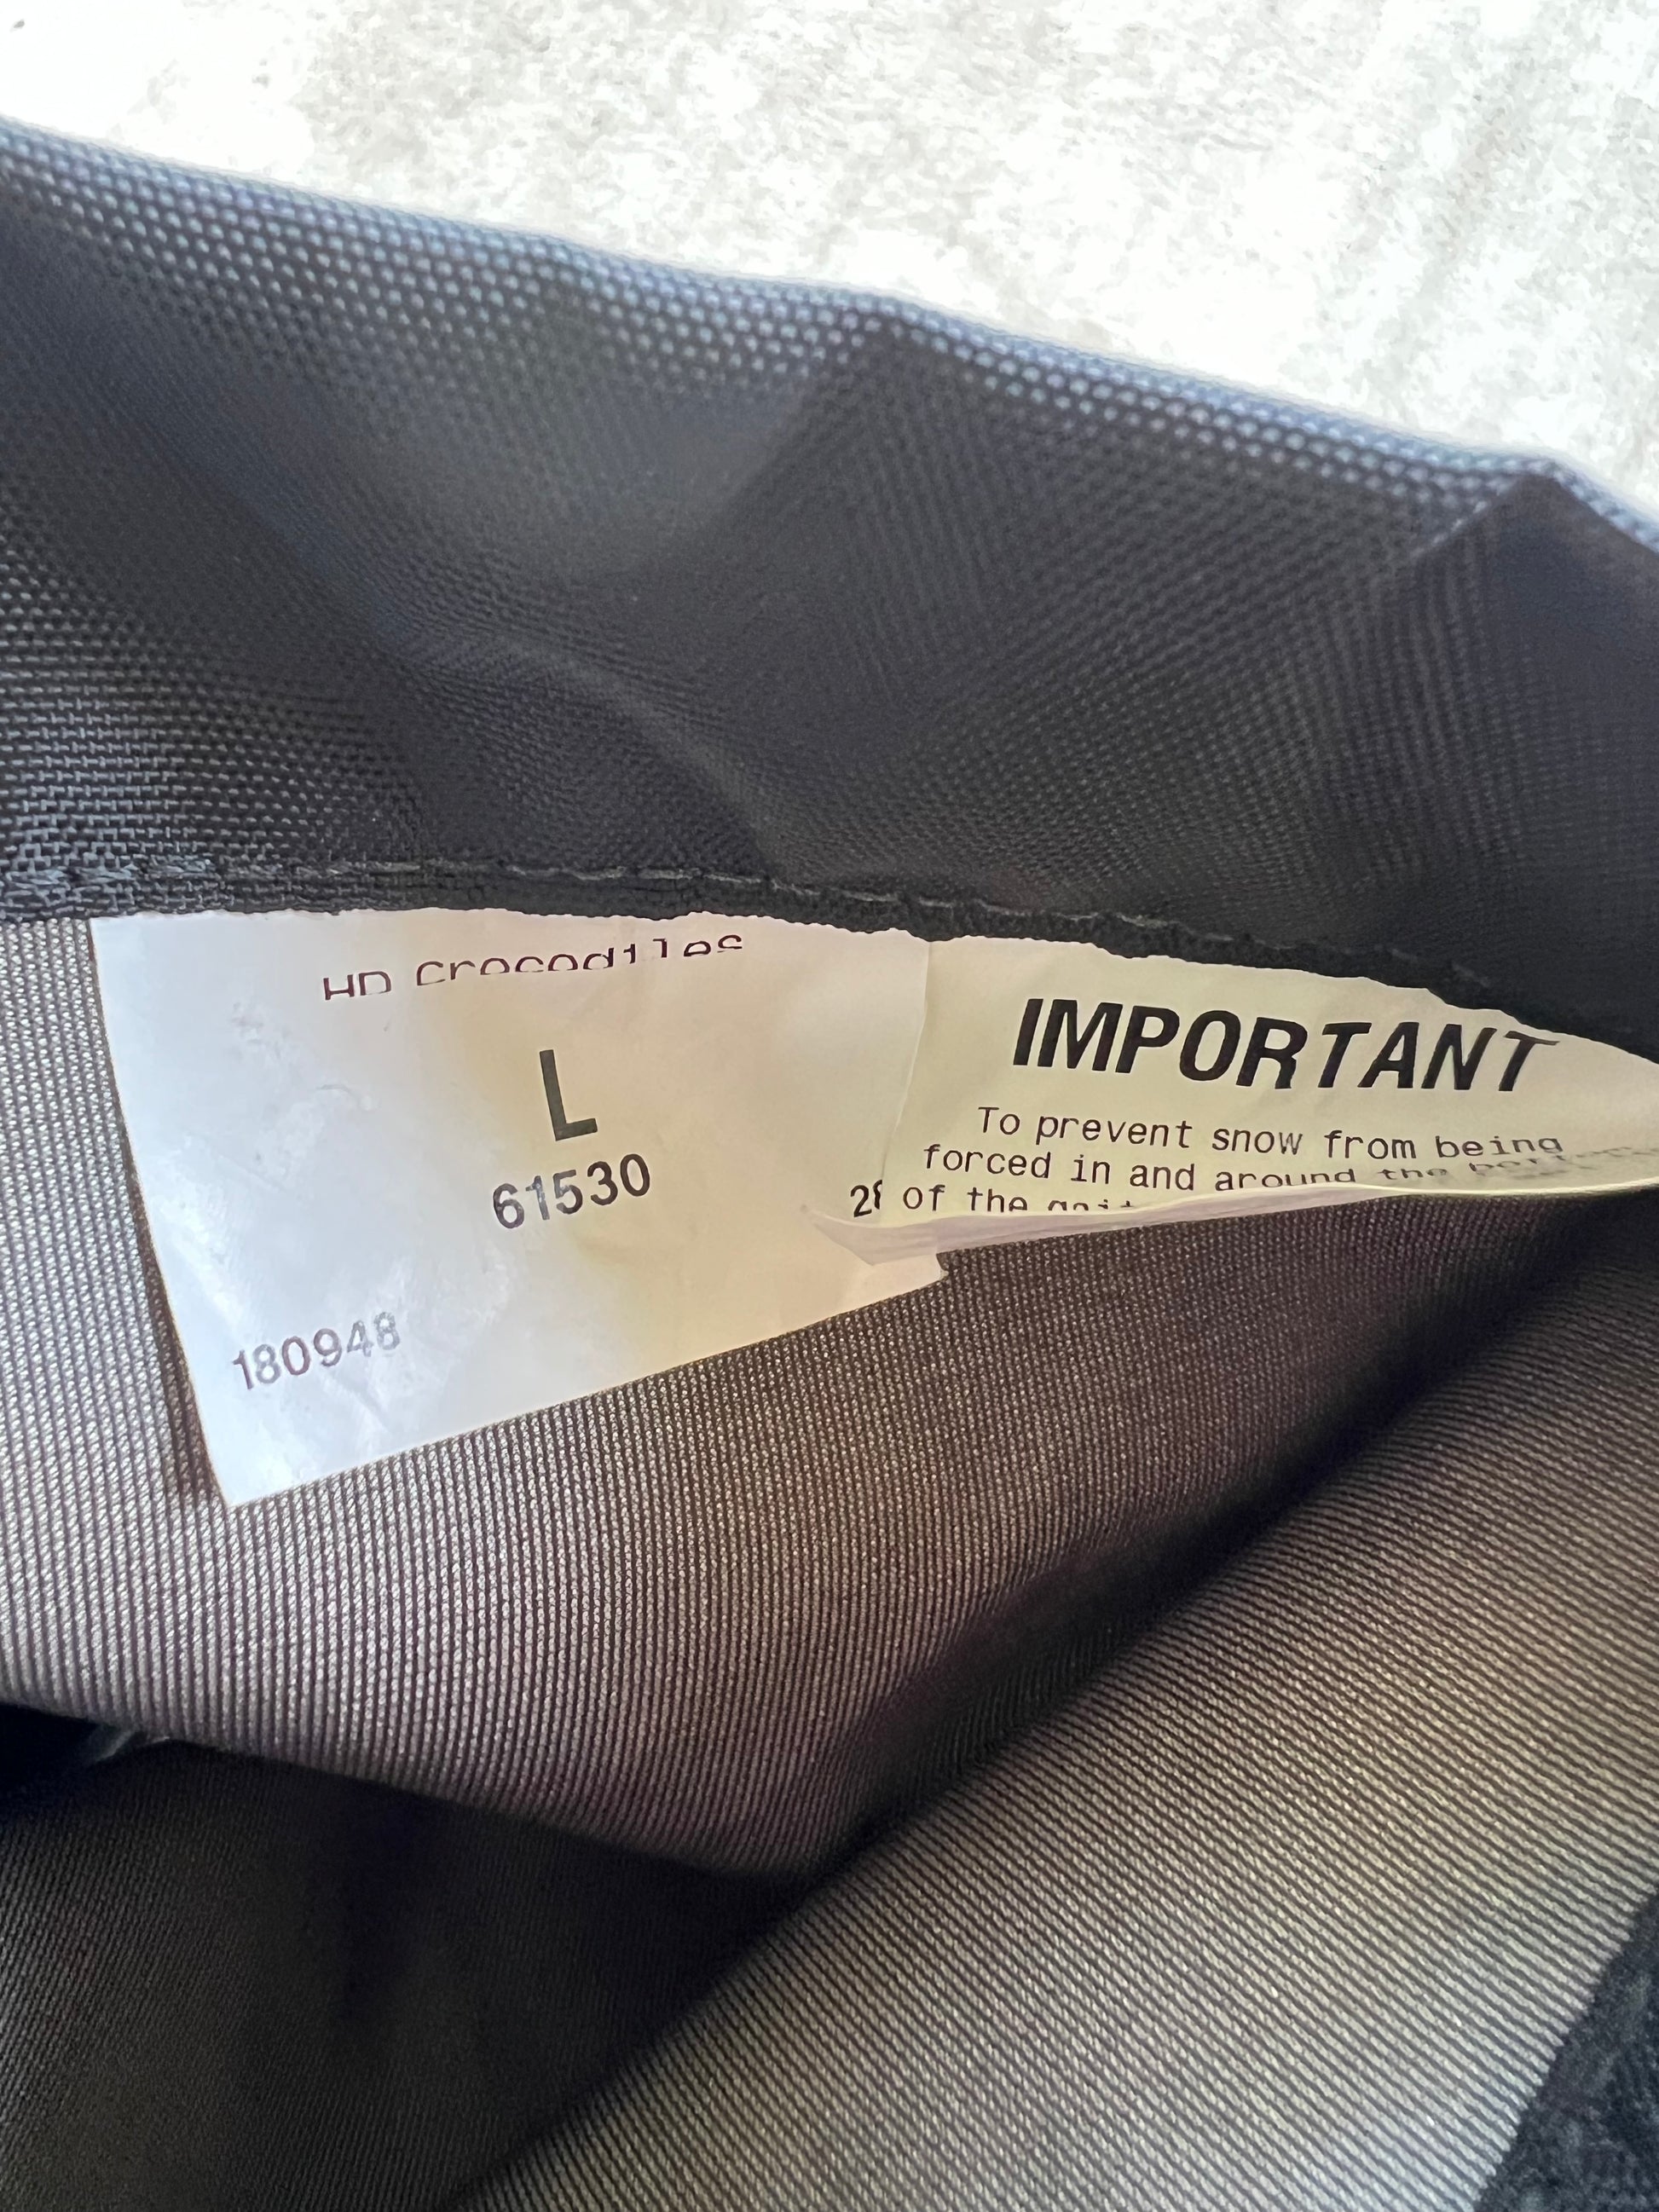 HD Crocodiles
L
61530
180948
IMPORTANT
To prevent snow from being
forced in and around the
of the